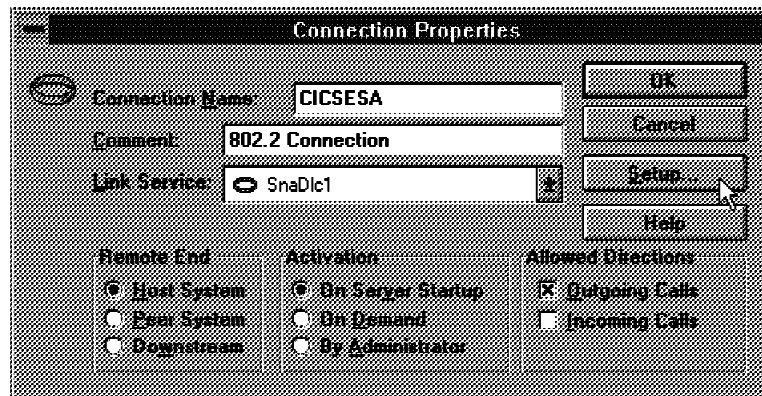 Connection Properties
Connection Name: CICSESA
Comment: 802.2 Connection
Link Service: SnaDlc1
OK
Cancel
Setup...
Help
Remote End
Host System
Peer System
Downstream
Activation
On Server Startup
On Demand
By Administrator
Allowed Directions
Outgoing Calls
Incoming Calls